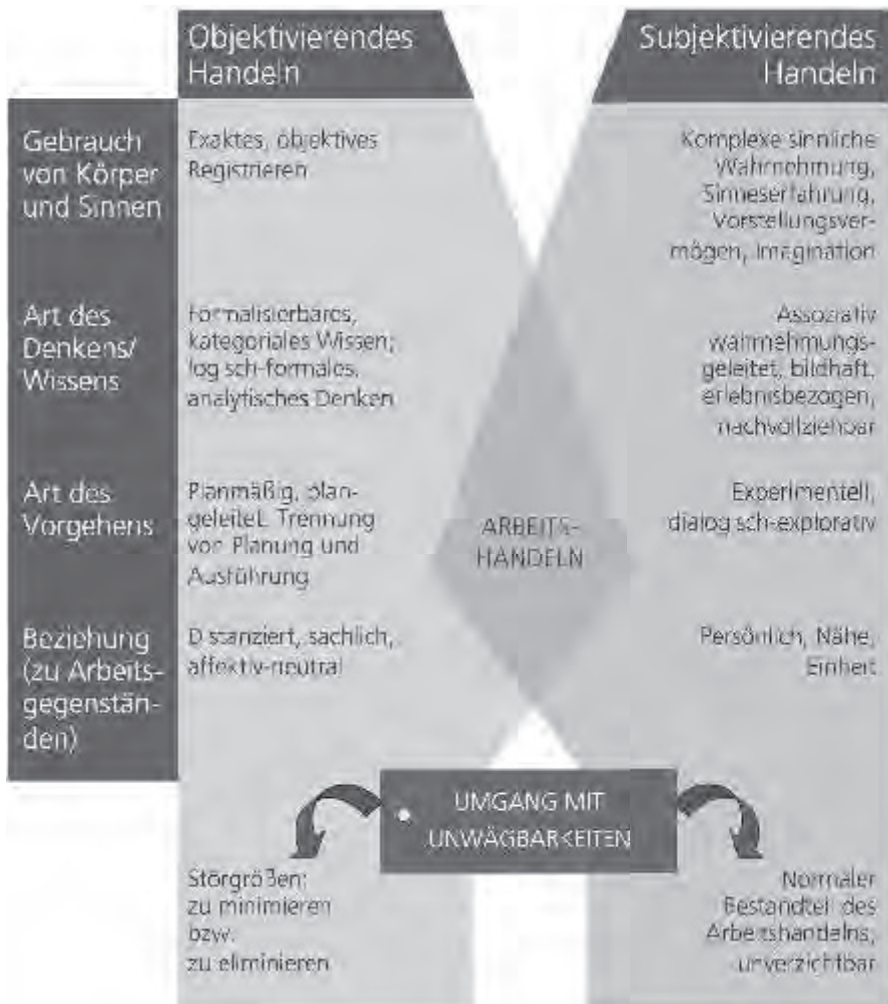 Objektivierendes
Handeln
Subjektivierendes
Handeln
Gebrauch
von Körper
und Sinnen
Exaktes, objektives
Registrieren
Komplexe sinnliche
Wahrnehmung,
Sinneserfahrung,
Vorstellungsver-
mögen, Imagination
Art des
Denkens/
Wissens
Formalisierbares,
kategoriales Wissen;
logisch-formales,
analytisches Denken
Assoziativ
wahrnehmungs-
geleitet, bildhaft,
erlebnisbezogen,
nachvollziehbar
Art des
Vorgehens
Planmäßig, plan-
geleitet. Trennung
von Planung und
Ausführung
ARBEITS-
HANDELN
Experimentell,
dialogisch-explorativ
Beziehung
(zu Arbeits-
gegenstän-
den)
Distanziert, sachlich,
affektiv-neutral
Persönlich, Nähe,
Einheit
UMGANG MIT
UNWÄGBARKEITEN
Störgrößen:
zu minimieren
bzw.
zu eliminieren
Normaler
Bestandteil des
Arbeitshandelns,
unverzichtbar